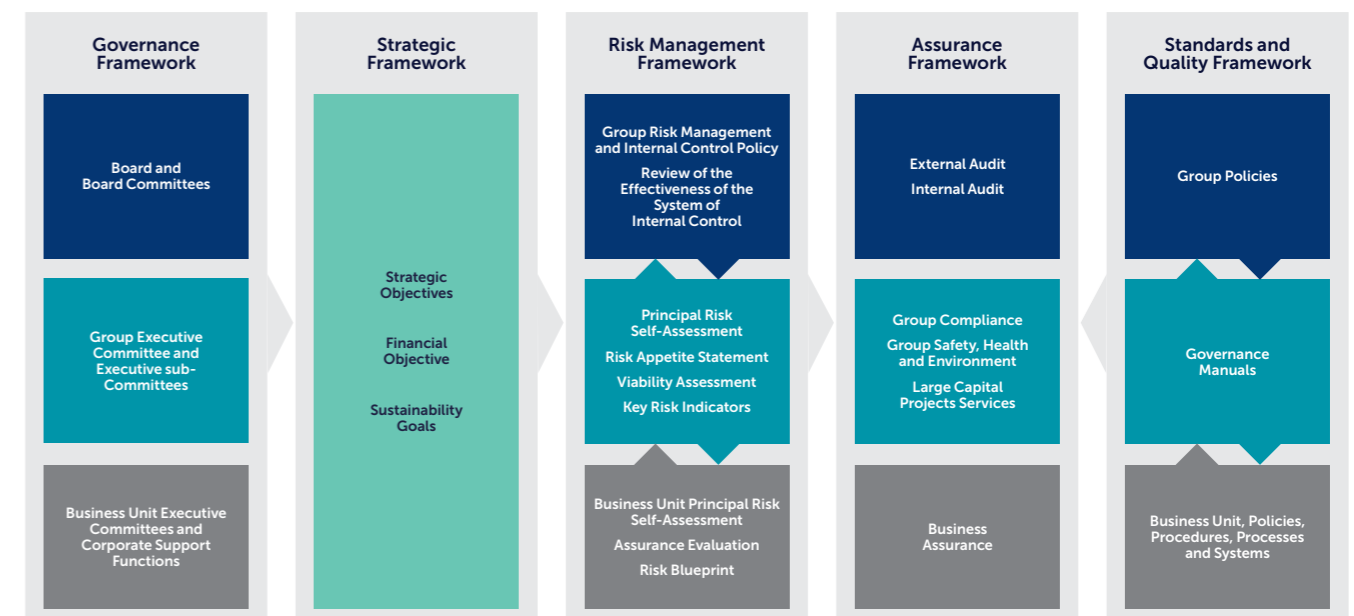 Governance
Framework
Board and
Board Committees
Group Executive
Committee and
Executive sub-
Committees
Business Unit Executive
Committees and
Corporate Support
Functions
Strategic
Framework
Strategic
Objectives
Financial
Objective
Sustainability
Goals
Risk Management
Framework
Group Risk Management
and Internal Control Policy
Review of the
Effectiveness of the
System of
Internal Control
Principal Risk
Self-Assessment
Risk Appetite Statement
Viability Assessment
Key Risk Indicators
Business Unit Principal Risk
Self-Assessment
Assurance Evaluation
Risk Blueprint
Assurance
Framework
External Audit
Internal Audit
Group Compliance
Group Safety, Health
and Environment
Large Capital
Projects Services
Business
Assurance
Standards and
Quality Framework
Group Policies
Governance
Manuals
Business Unit, Policies,
Procedures, Processes
and Systems